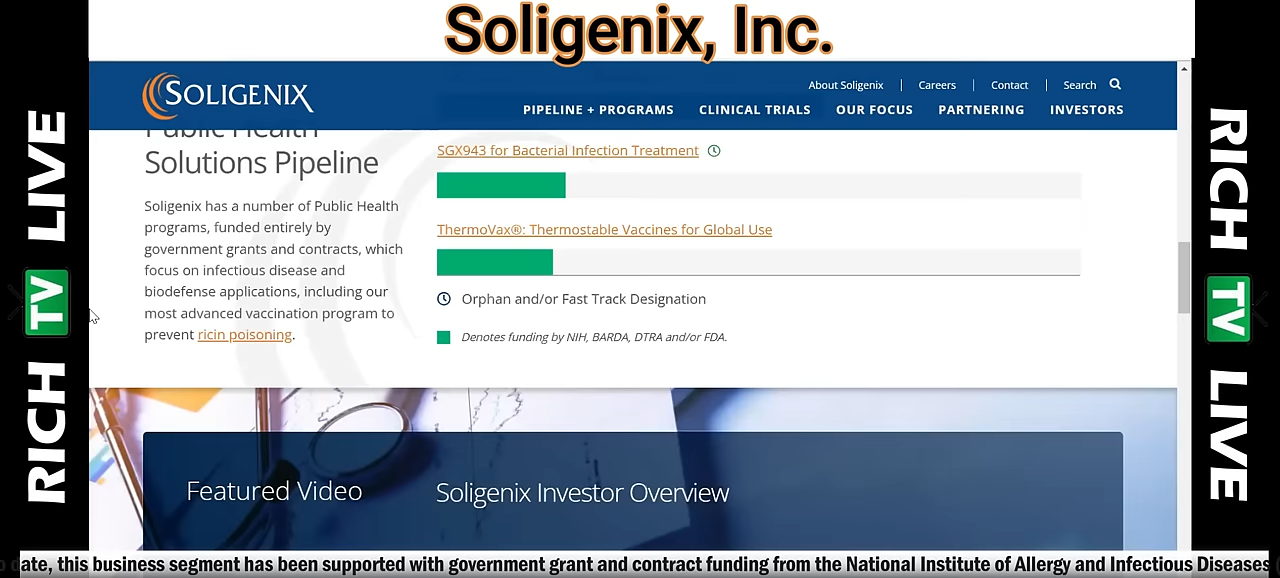 Soligenix, Inc.
SOLIGENIX
About Soligenix | Careers | Contact | Search
PIPELINE + PROGRAMS CLINICAL TRIALS OUR FOCUS PARTNERING INVESTORS
Public Health
Solutions Pipeline
Soligenix has a number of Public Health
programs, funded entirely by
government grants and contracts, which
focus on infectious disease and
biodefense applications, including our
most advanced vaccination program to
prevent ricin poisoning.
SGX943 for Bacterial Infection Treatment
ThermoVax®: Thermostable Vaccines for Global Use
Orphan and/or Fast Track Designation
Denotes funding by NIH, BARDA, DTRA and/or FDA.
Featured Video
Soligenix Investor Overview
RICH TV LIVE
RICH TV LIVE
o date, this business segment has been supported with government grant and contract funding from the National Institute of Allergy and Infectious Diseases